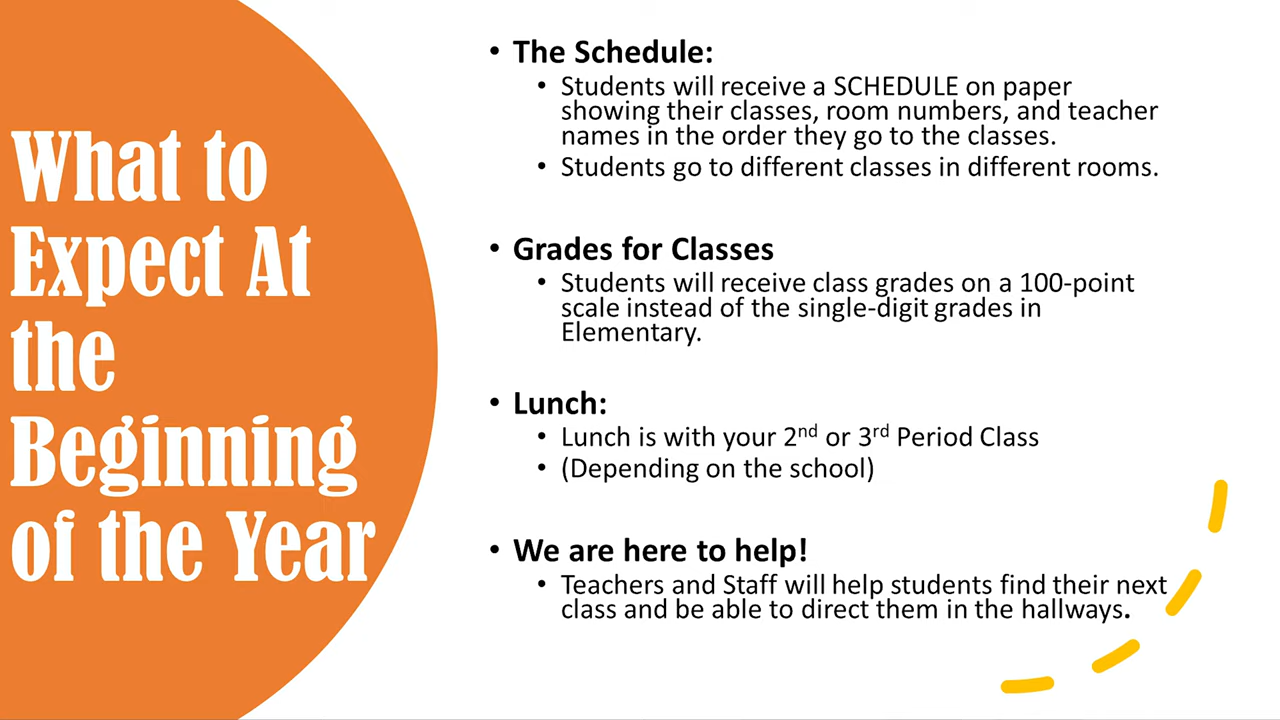 What to
Expect At
the
Beginning
of the Year
• The Schedule:
• Students will receive a SCHEDULE on paper
showing their classes, room numbers, and teacher
names in the order they go to the classes.
• Students go to different classes in different rooms.
• Grades for Classes
• Students will receive class grades on a 100-point
scale instead of the single-digit grades in
Elementary.
• Lunch:
• Lunch is with your 2nd or 3rd Period Class
• (Depending on the school)
• We are here to help!
• Teachers and Staff will help students find their next
class and be able to direct them in the hallways.